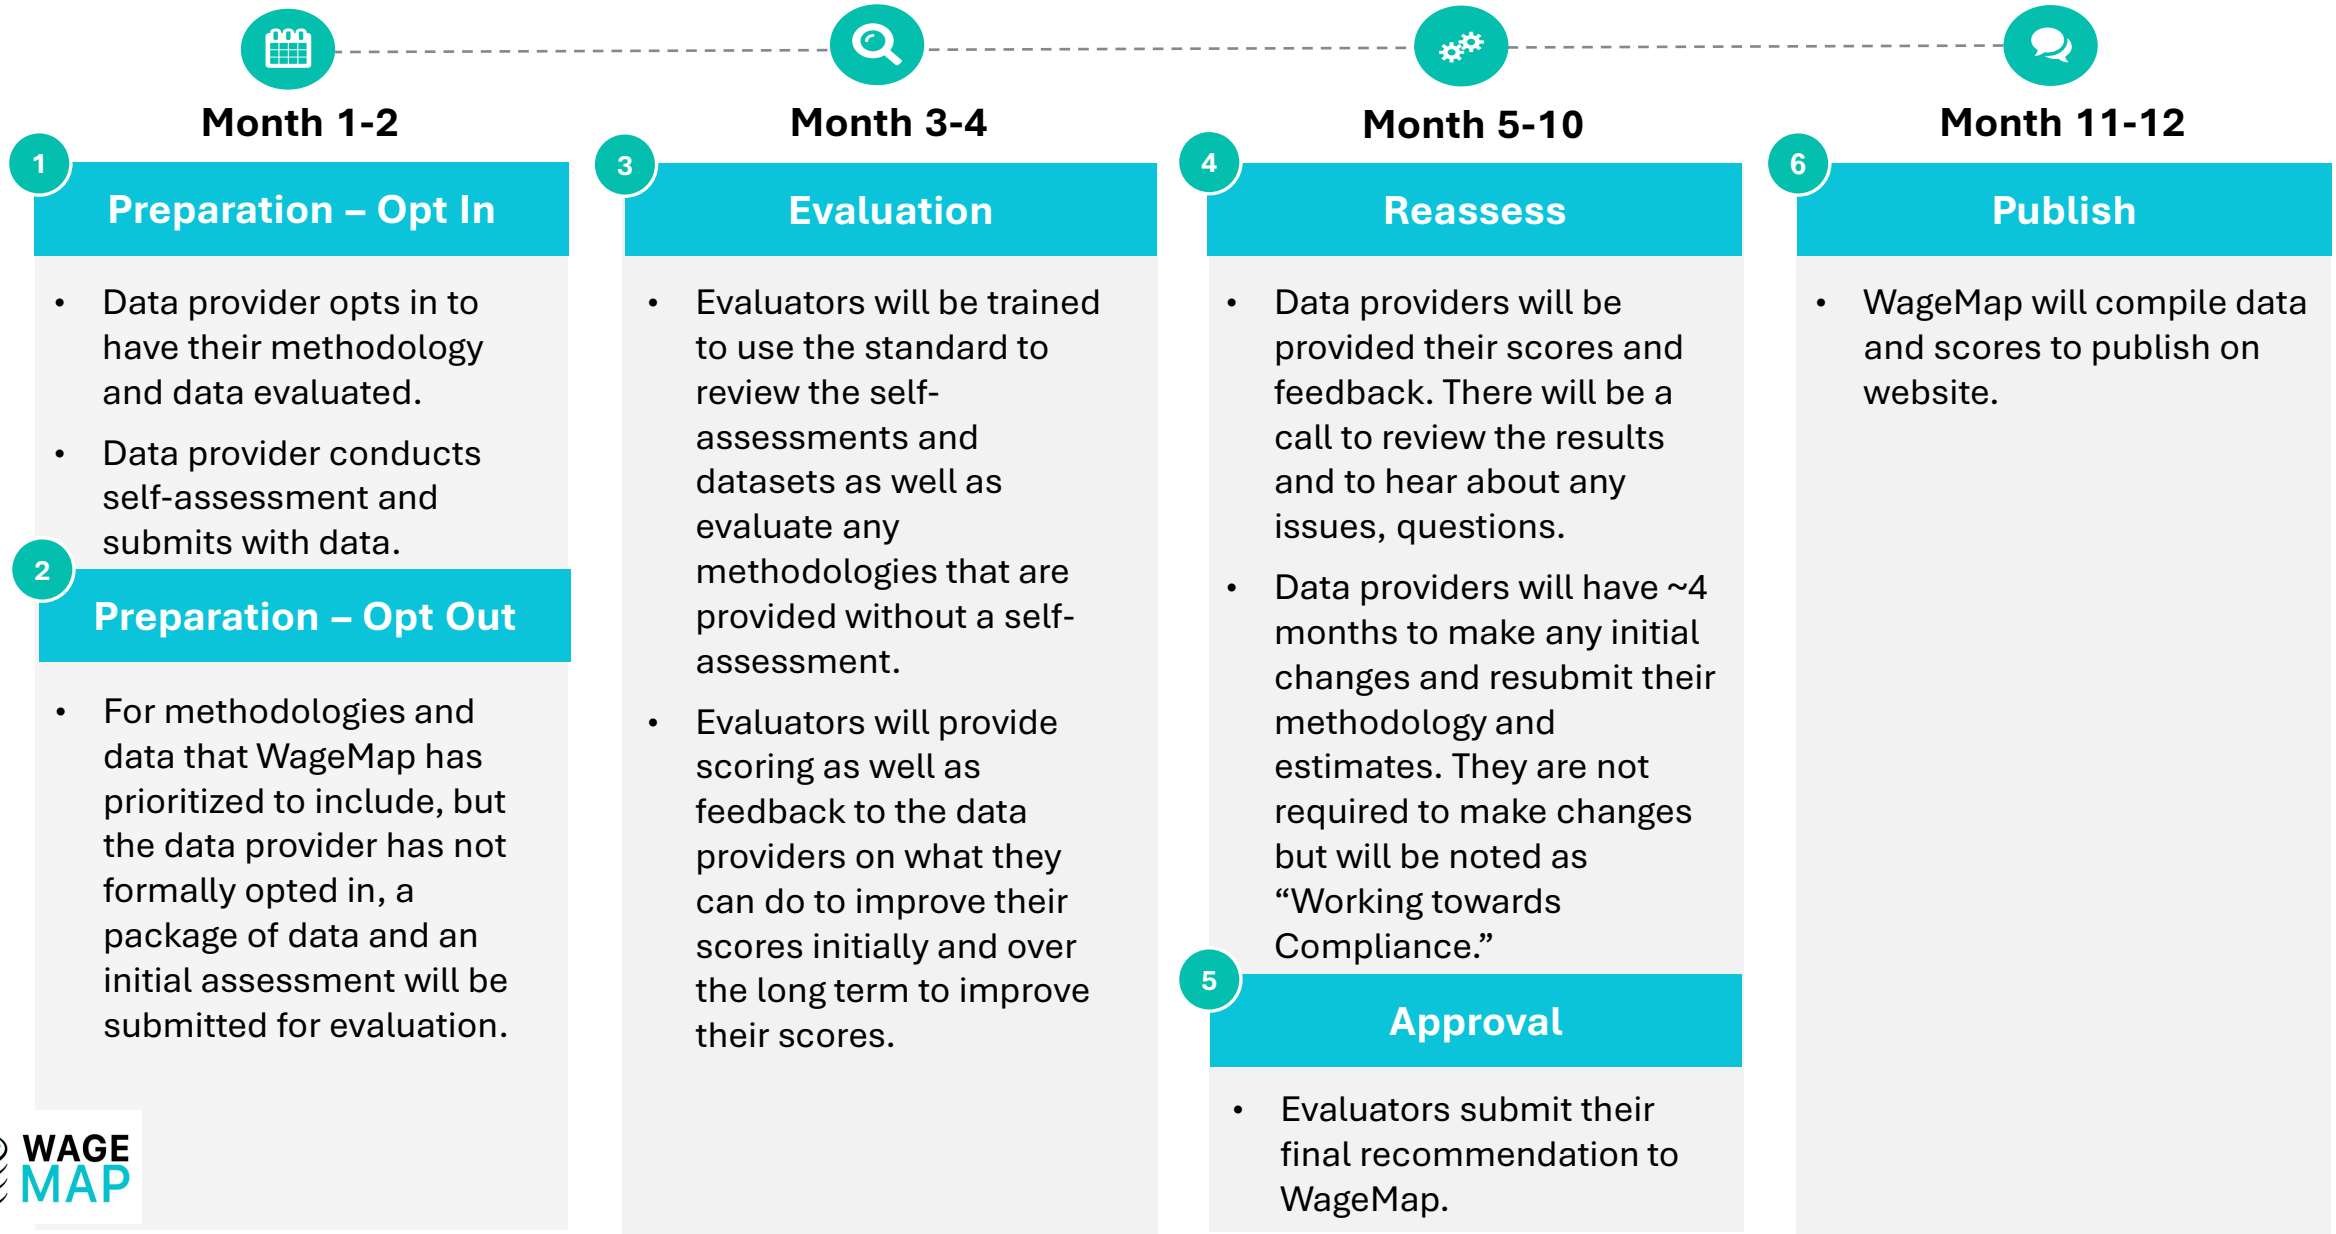 Month 1-2
1
Preparation – Opt In
• Data provider opts in to
have their methodology
and data evaluated.
• Data provider conducts
self-assessment and
submits with data.
2
Preparation – Opt Out
• For methodologies and
data that WageMap has
prioritized to include, but
the data provider has not
formally opted in, a
package of data and an
initial assessment will be
submitted for evaluation.
WAGE
MAP
Month 3-4
3
Evaluation
• Evaluators will be trained
to use the standard to
review the self-
assessments and
datasets as well as
evaluate any
methodologies that are
provided without a self-
assessment.
• Evaluators will provide
scoring as well as
feedback to the data
providers on what they
can do to improve their
scores initially and over
the long term to improve
their scores.
Month 5-10
4
Reassess
• Data providers will be
provided their scores and
feedback. There will be a
call to review the results
and to hear about any
issues, questions.
• Data providers will have ~4
months to make any initial
changes and resubmit their
methodology and
estimates. They are not
required to make changes
but will be noted as
“Working towards
Compliance.”
5
Approval
• Evaluators submit their
final recommendation to
WageMap.
Month 11-12
6
Publish
• WageMap will compile data
and scores to publish on
website.